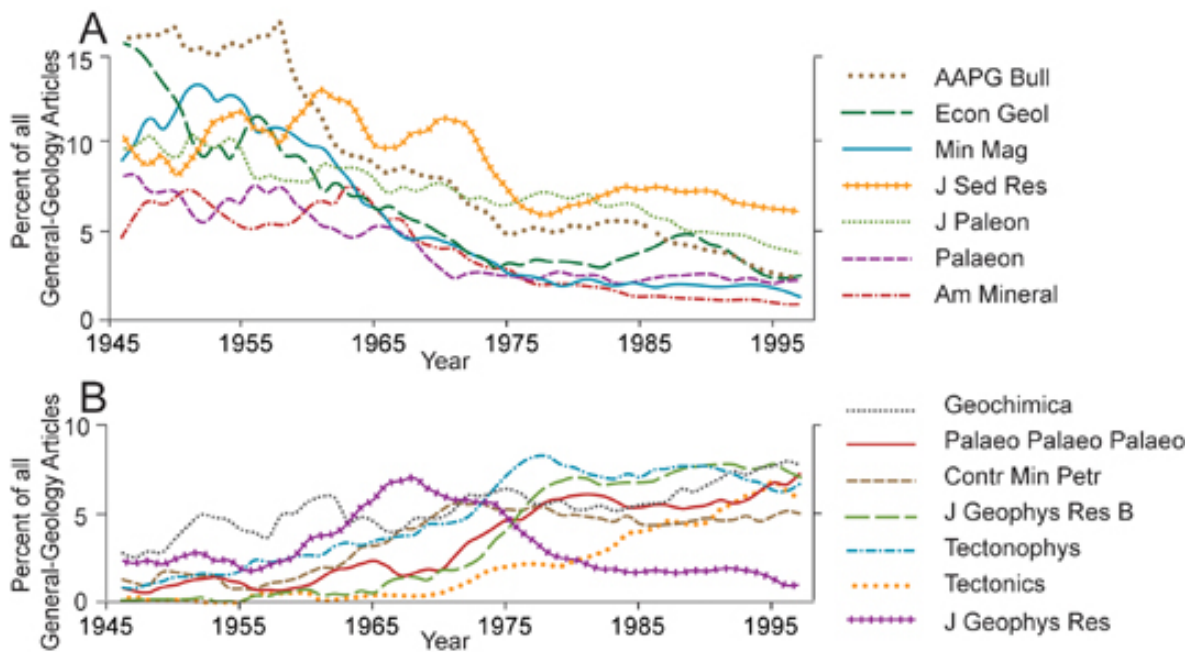 A
Percent of all
General-Geology Articles
15
10
5
0
1945
1955
1965
1975
1985
1995
Year
AAPG Bull
Econ Geol
Min Mag
J Sed Res
J Paleon
Palaeon
Am Mineral
B
Percent of all
General-Geology Articles
10
5
0
1945
1955
1965
1975
1985
1995
Year
Geochimica
Palaeo Palaeo Palaeo
Contr Min Petr
J Geophys Res B
Tectonophys
Tectonics
J Geophys Res